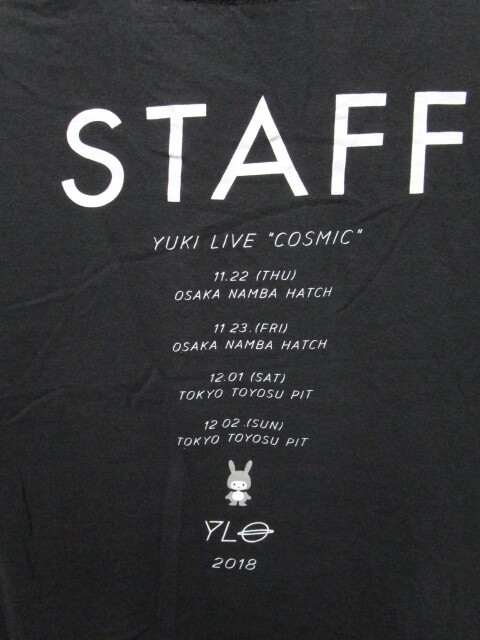 STAFF
YUKI LIVE "COSMIC"
11.22 (THU)
OSAKA NAMBA HATCH
11 23.(FRI)
OSAKA NAMBA HATCH
12.01 (SAT)
TOKYO TOYOSU PIT
12 02.(SUN)
TOKYO TOYOSU PIT
YLO
2018